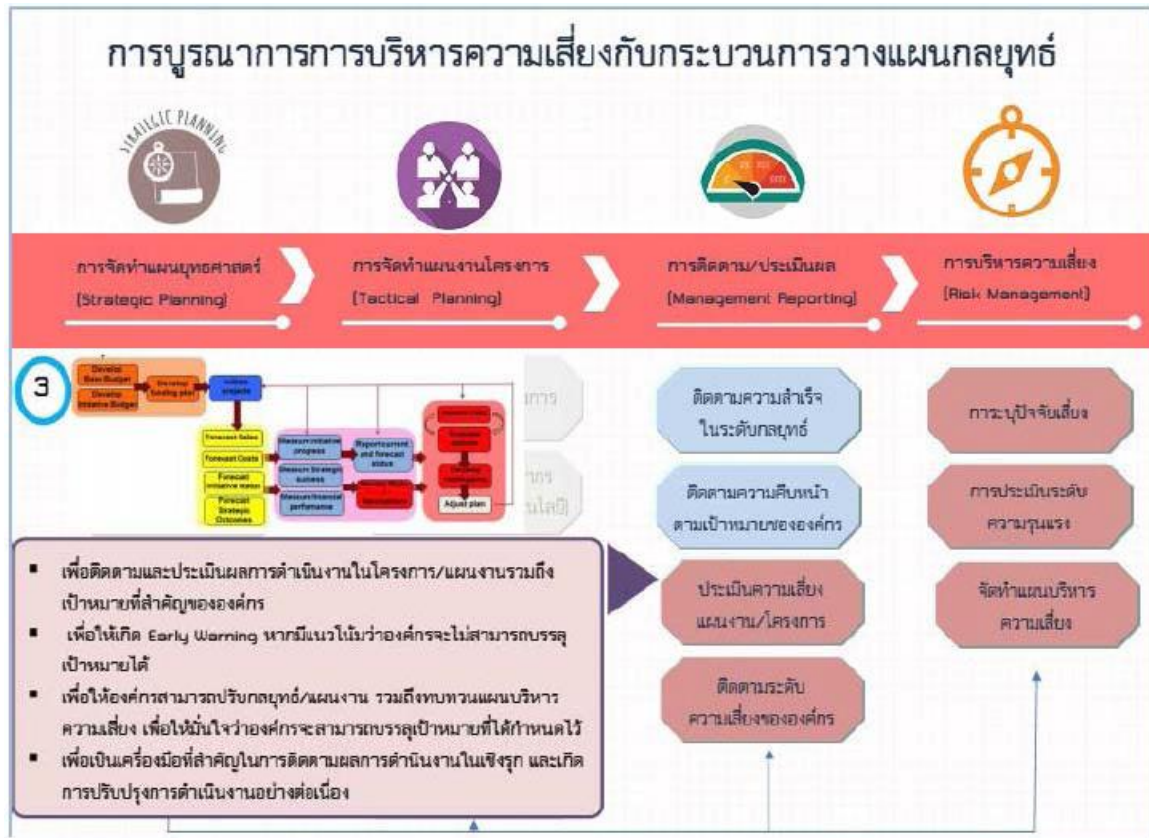 การบูรณาการการบริหารความเสี่ยงกับกระบวนการวางแผนกลยุทธ์
STRATEGIC PLANNING
การจัดทำแผนยุทธศาสตร์
(Strategic Planning)
การจัดทำแผนงานโครงการ
(Tactical Planning)
การติดตาม/ประเมินผล
(Management Reporting)
การบริหารความเสี่ยง
(Risk Management)
3
Develop
Base Budget
Develop
Initiative Budget
Develop
funding plan
projects
Forecast Sales
Forecast Costs
Forecast
initiative status
Forecast
Strategic
Outcomes
Measure initiative
progress
Measure Strategic
success
Measure financial
performance
Report current
and forecast
status
Adjust plan
ติดตามความสำเร็จ
ในระดับกลยุทธ์
ติดตามความคืบหน้า
ตามเป้าหมายขององค์กร
ประเมินความเสี่ยง
แผนงาน/โครงการ
ติดตามระดับ
ความเสี่ยงขององค์กร
การะบุปัจจัยเสี่ยง
การประเมินระดับ
ความรุนแรง
จัดทำแผนบริหาร
ความเสี่ยง
▪ เพื่อติดตามและประเมินผลการดำเนินงานในโครงการ/แผนงานรวมถึง
เป้าหมายที่สำคัญขององค์กร
▪ เพื่อให้เกิด Early Warning หากมีแนวโน้มว่าองค์กรจะไม่สามารถบรรลุ
เป้าหมายได้
▪ เพื่อให้องค์กรสามารถปรับกลยุทธ์/แผนงาน รวมถึงทบทวนแผนบริหาร
ความเสี่ยง เพื่อให้มั่นใจว่าองค์กรจะสามารถบรรลุเป้าหมายที่ได้กำหนดไว้
▪ เพื่อเป็นเครื่องมือที่สำคัญในการติดตามผลการดำนินงานในเชิงรุก และเกิด
การปรับปรุงการดำเนินงานอย่างต่อเนื่อง